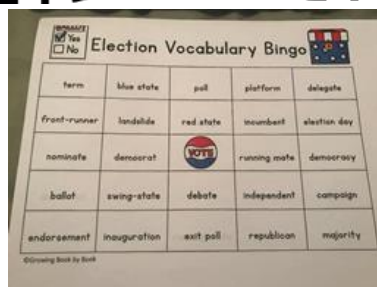 Yes
No
Election Vocabulary Bingo
term blue state poll platform delegate
front-runner landslide red state incumbent election day
nominate democrat VOTE running mate democracy
ballot swing-state debate independent campaign
endorsement inauguration exit poll republican majority
©Growing Book by Book